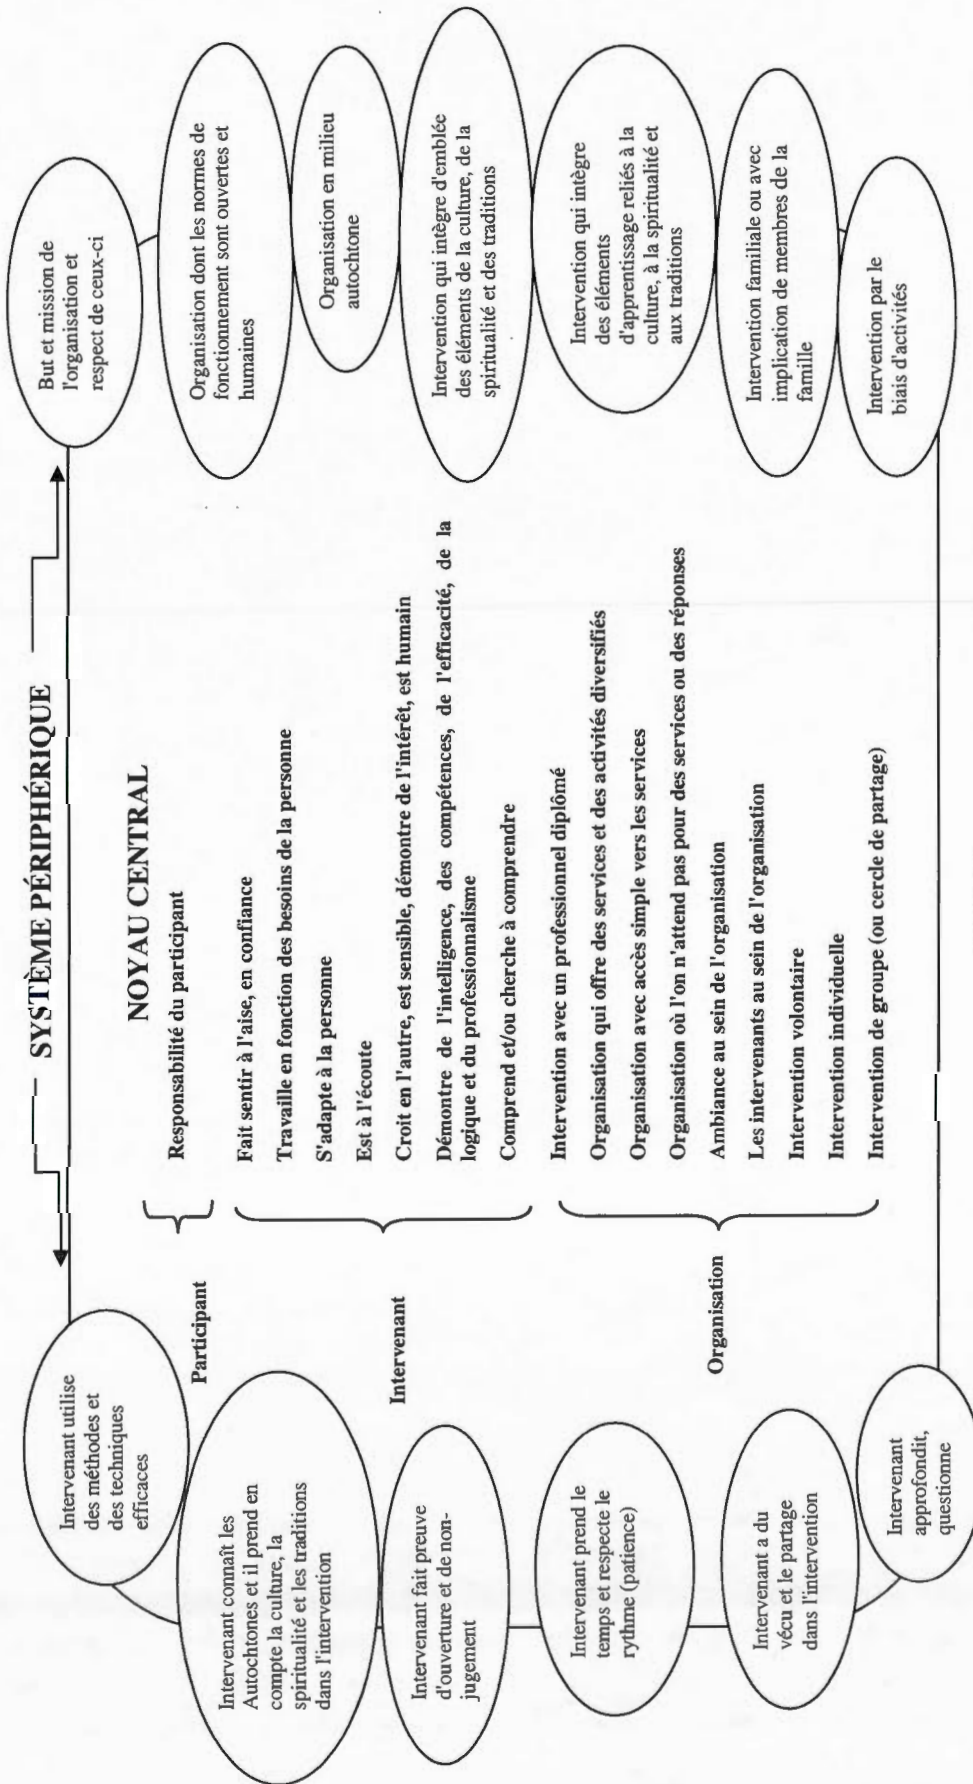 SYSTÈME PÉRIPHÉRIQUE
NOYAU CENTRAL
Intervenant utilise
des méthodes et
des techniques
efficaces
Intervenant connaît les
Autochtones et il prend en
compte la culture, la
spiritualité et les traditions
dans l'intervention
Intervenant fait preuve
d'ouverture et de non-
jugement
Intervenant prend le
temps et respecte le
rythme (patience)
Intervenant a du
vécu et le partage
dans l'intervention
Intervenant
approfondit,
questionne
Participant
Responsabilité du participant
Intervenant
Fait sentir à l'aise, en confiance
Travaille en fonction des besoins de la personne
S'adapte à la personne
Est à l'écoute
Croit en l'autre, est sensible, démontre de l'intérêt, est humain
Démontre de l'intelligence, des compétences, de l'efficacité, de la
logique et du professionnalisme
Comprend et/ou cherche à comprendre
Organisation
Intervention avec un professionnel diplômé
Organisation qui offre des services et des activités diversifiés
Organisation avec accès simple vers les services
Organisation où l'on n'attend pas pour des services ou des réponses
Ambiance au sein de l'organisation
Les intervenants au sein de l'organisation
Intervention volontaire
Intervention individuelle
Intervention de groupe (ou cercle de partage)
But et mission de
l'organisation et
respect de ceux-ci
Organisation dont les normes de
fonctionnement sont ouvertes et
humaines
Organisation en milieu
autochtone
Intervention qui intègre d'emblée
des éléments de la culture, de la
spiritualité et des traditions
Intervention qui intègre
des éléments
d'apprentissage reliés à la
culture, à la spiritualité et
aux traditions
Intervention familiale ou avec
implication de membres de la
famille
Intervention par le
biais d'activités